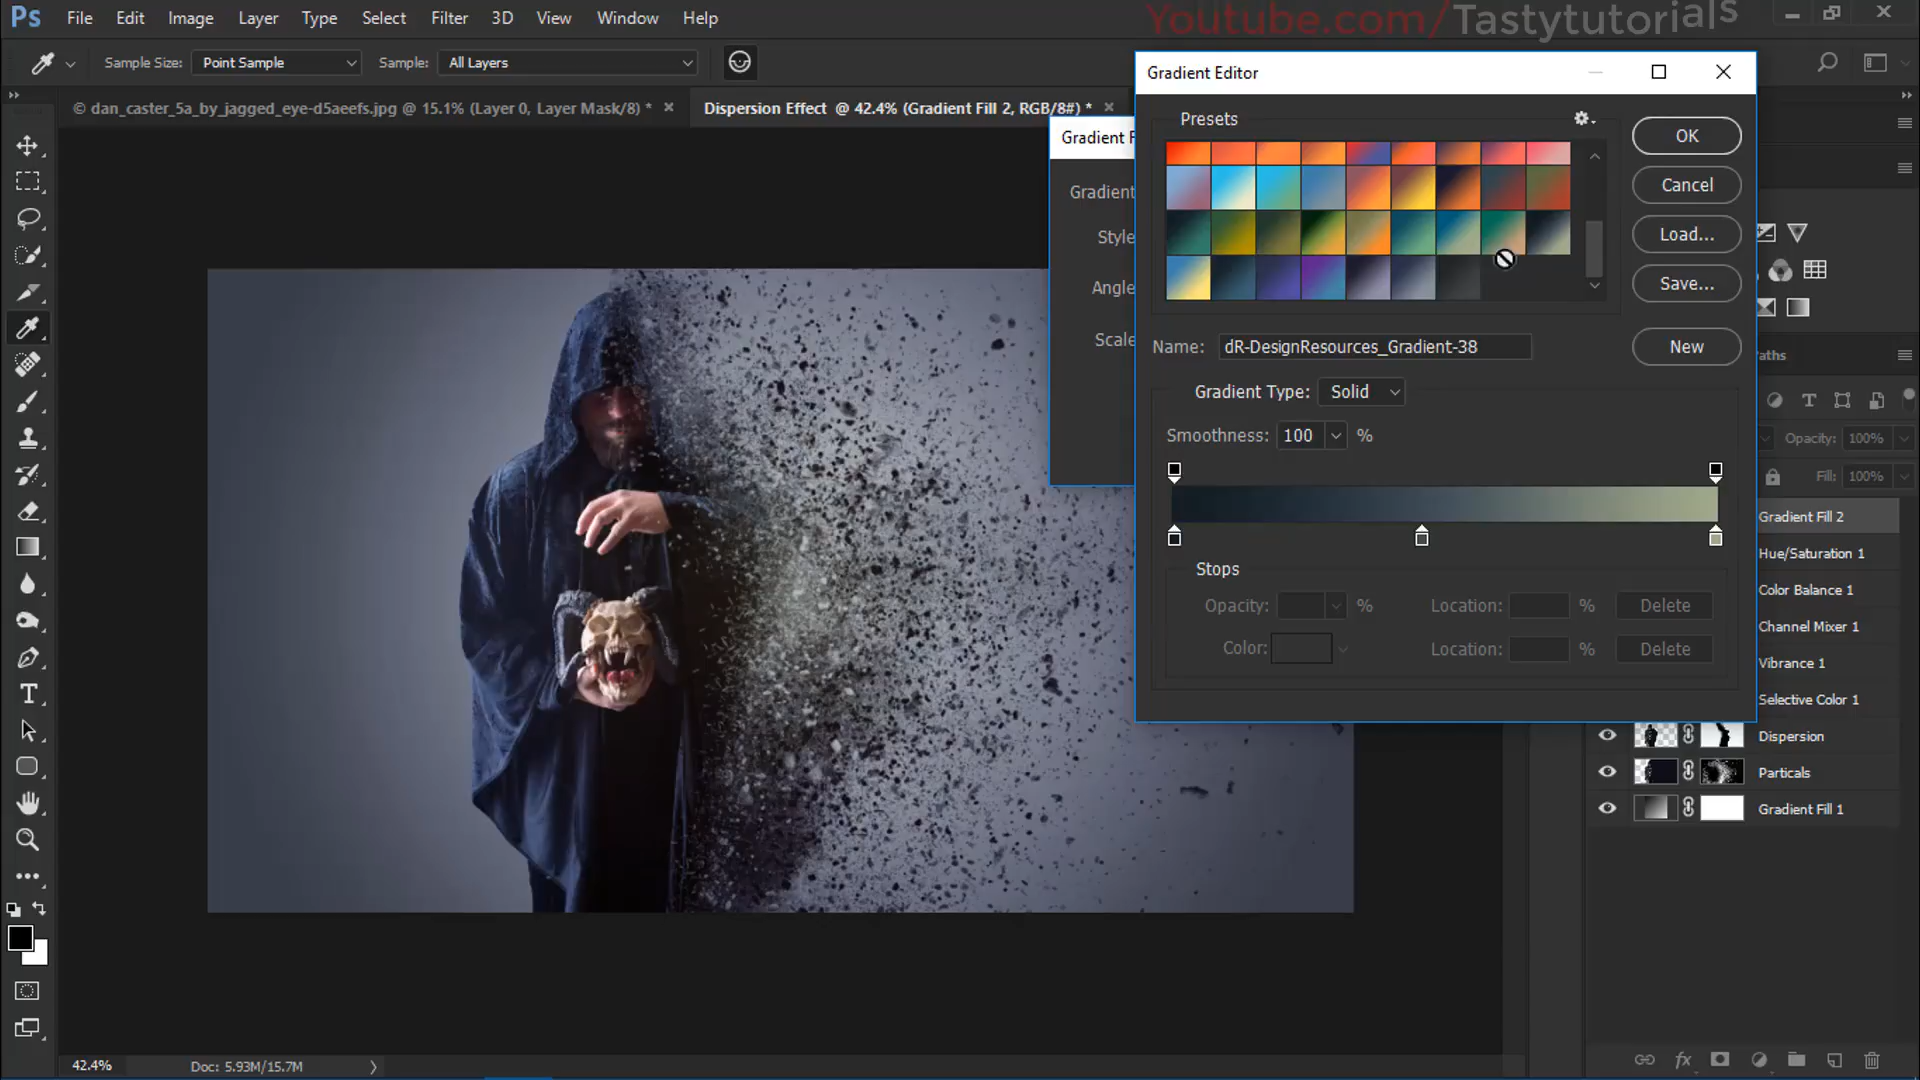 Ps File Edit Image Layer Type Select Filter 3D View Window Help
Youtube.com/Tastytutorials
Sample Size: Point Sample Sample: All Layers
© dan_caster_5a_by_jagged_eye-d5aeefs.jpg @ 15.1% (Layer 0, Layer Mask/8) *
Dispersion Effect @ 42.4% (Gradient Fill 2, RGB/8#) *
Gradient
Gradient
Style
Angle
Scale
Gradient Editor
Presets
OK
Cancel
Load...
Save...
Name: dR-DesignResources_Gradient-38
New
Gradient Type: Solid
Smoothness: 100 %
Stops
Opacity: % Location: % Delete
Color: Location: % Delete
Opacity: 100%
Fill: 100%
Gradient Fill 2
Hue/Saturation 1
Color Balance 1
Channel Mixer 1
Vibrance 1
Selective Color 1
Dispersion
Particals
Gradient Fill 1
42.4% Doc: 5.93M/15.7M